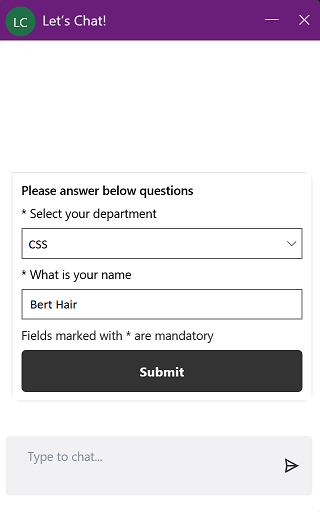 LC Let's Chat!
Please answer below questions
* Select your department
CSS
* What is your name
Bert Hair
Fields marked with * are mandatory
Submit
Type to chat...